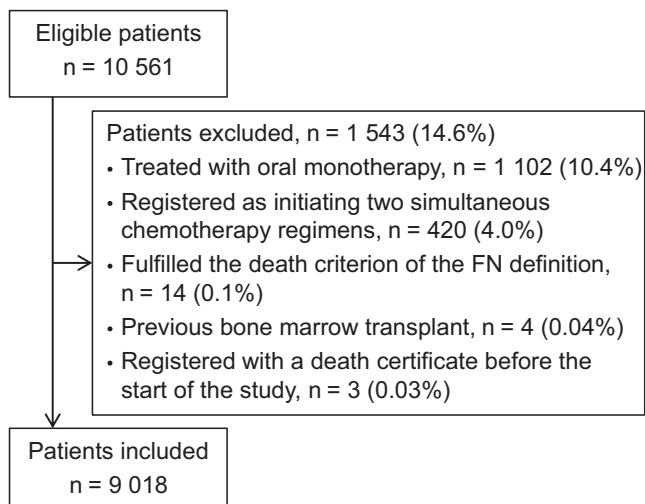 Eligible patients
n = 10 561
Patients excluded, n = 1 543 (14.6%)
• Treated with oral monotherapy, n = 1 102 (10.4%)
• Registered as initiating two simultaneous
chemotherapy regimens, n = 420 (4.0%)
• Fulfilled the death criterion of the FN definition,
n = 14 (0.1%)
• Previous bone marrow transplant, n = 4 (0.04%)
• Registered with a death certificate before the
start of the study, n = 3 (0.03%)
Patients included
n = 9 018